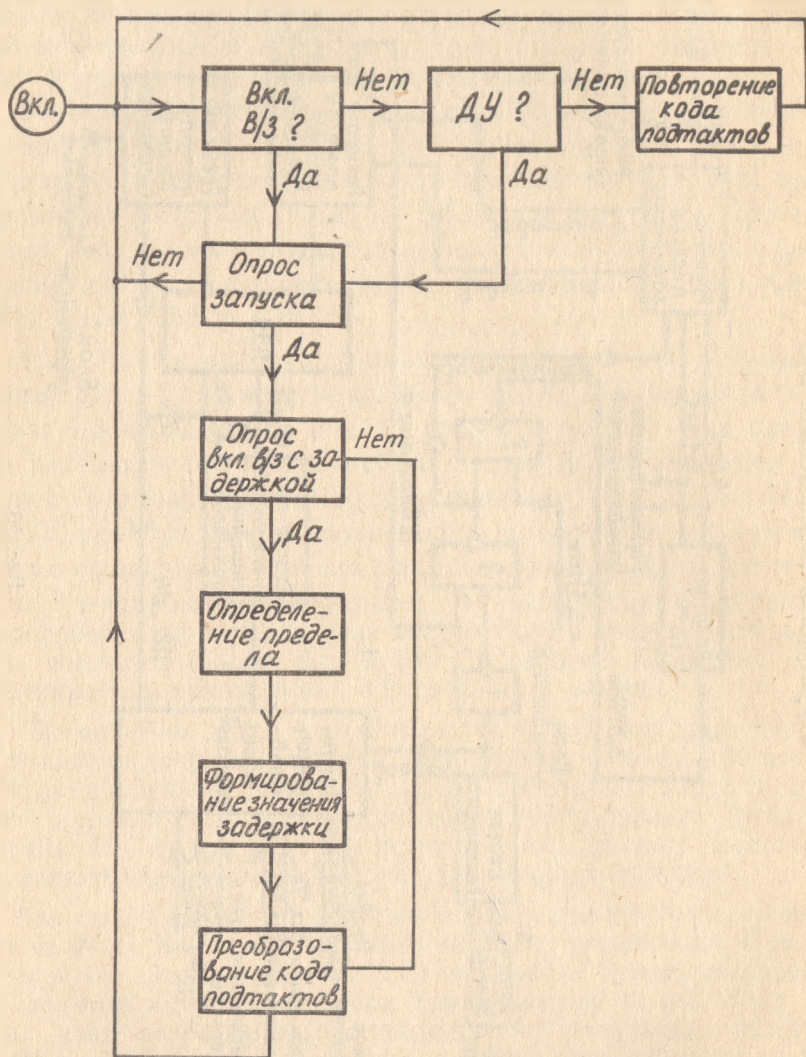 Вкл.
Вкл.
В/З ?
Нет
ДУ ?
Нет
Повторение
кода
подтактов
Да
Да
Нет
Опрос
запуска
Да
Опрос
вкл. В/З с за-
держкой
Нет
Да
Определе-
ние преде-
ла
Формирова-
ние значения
задержки
Преобразо-
вание кода
подтактов